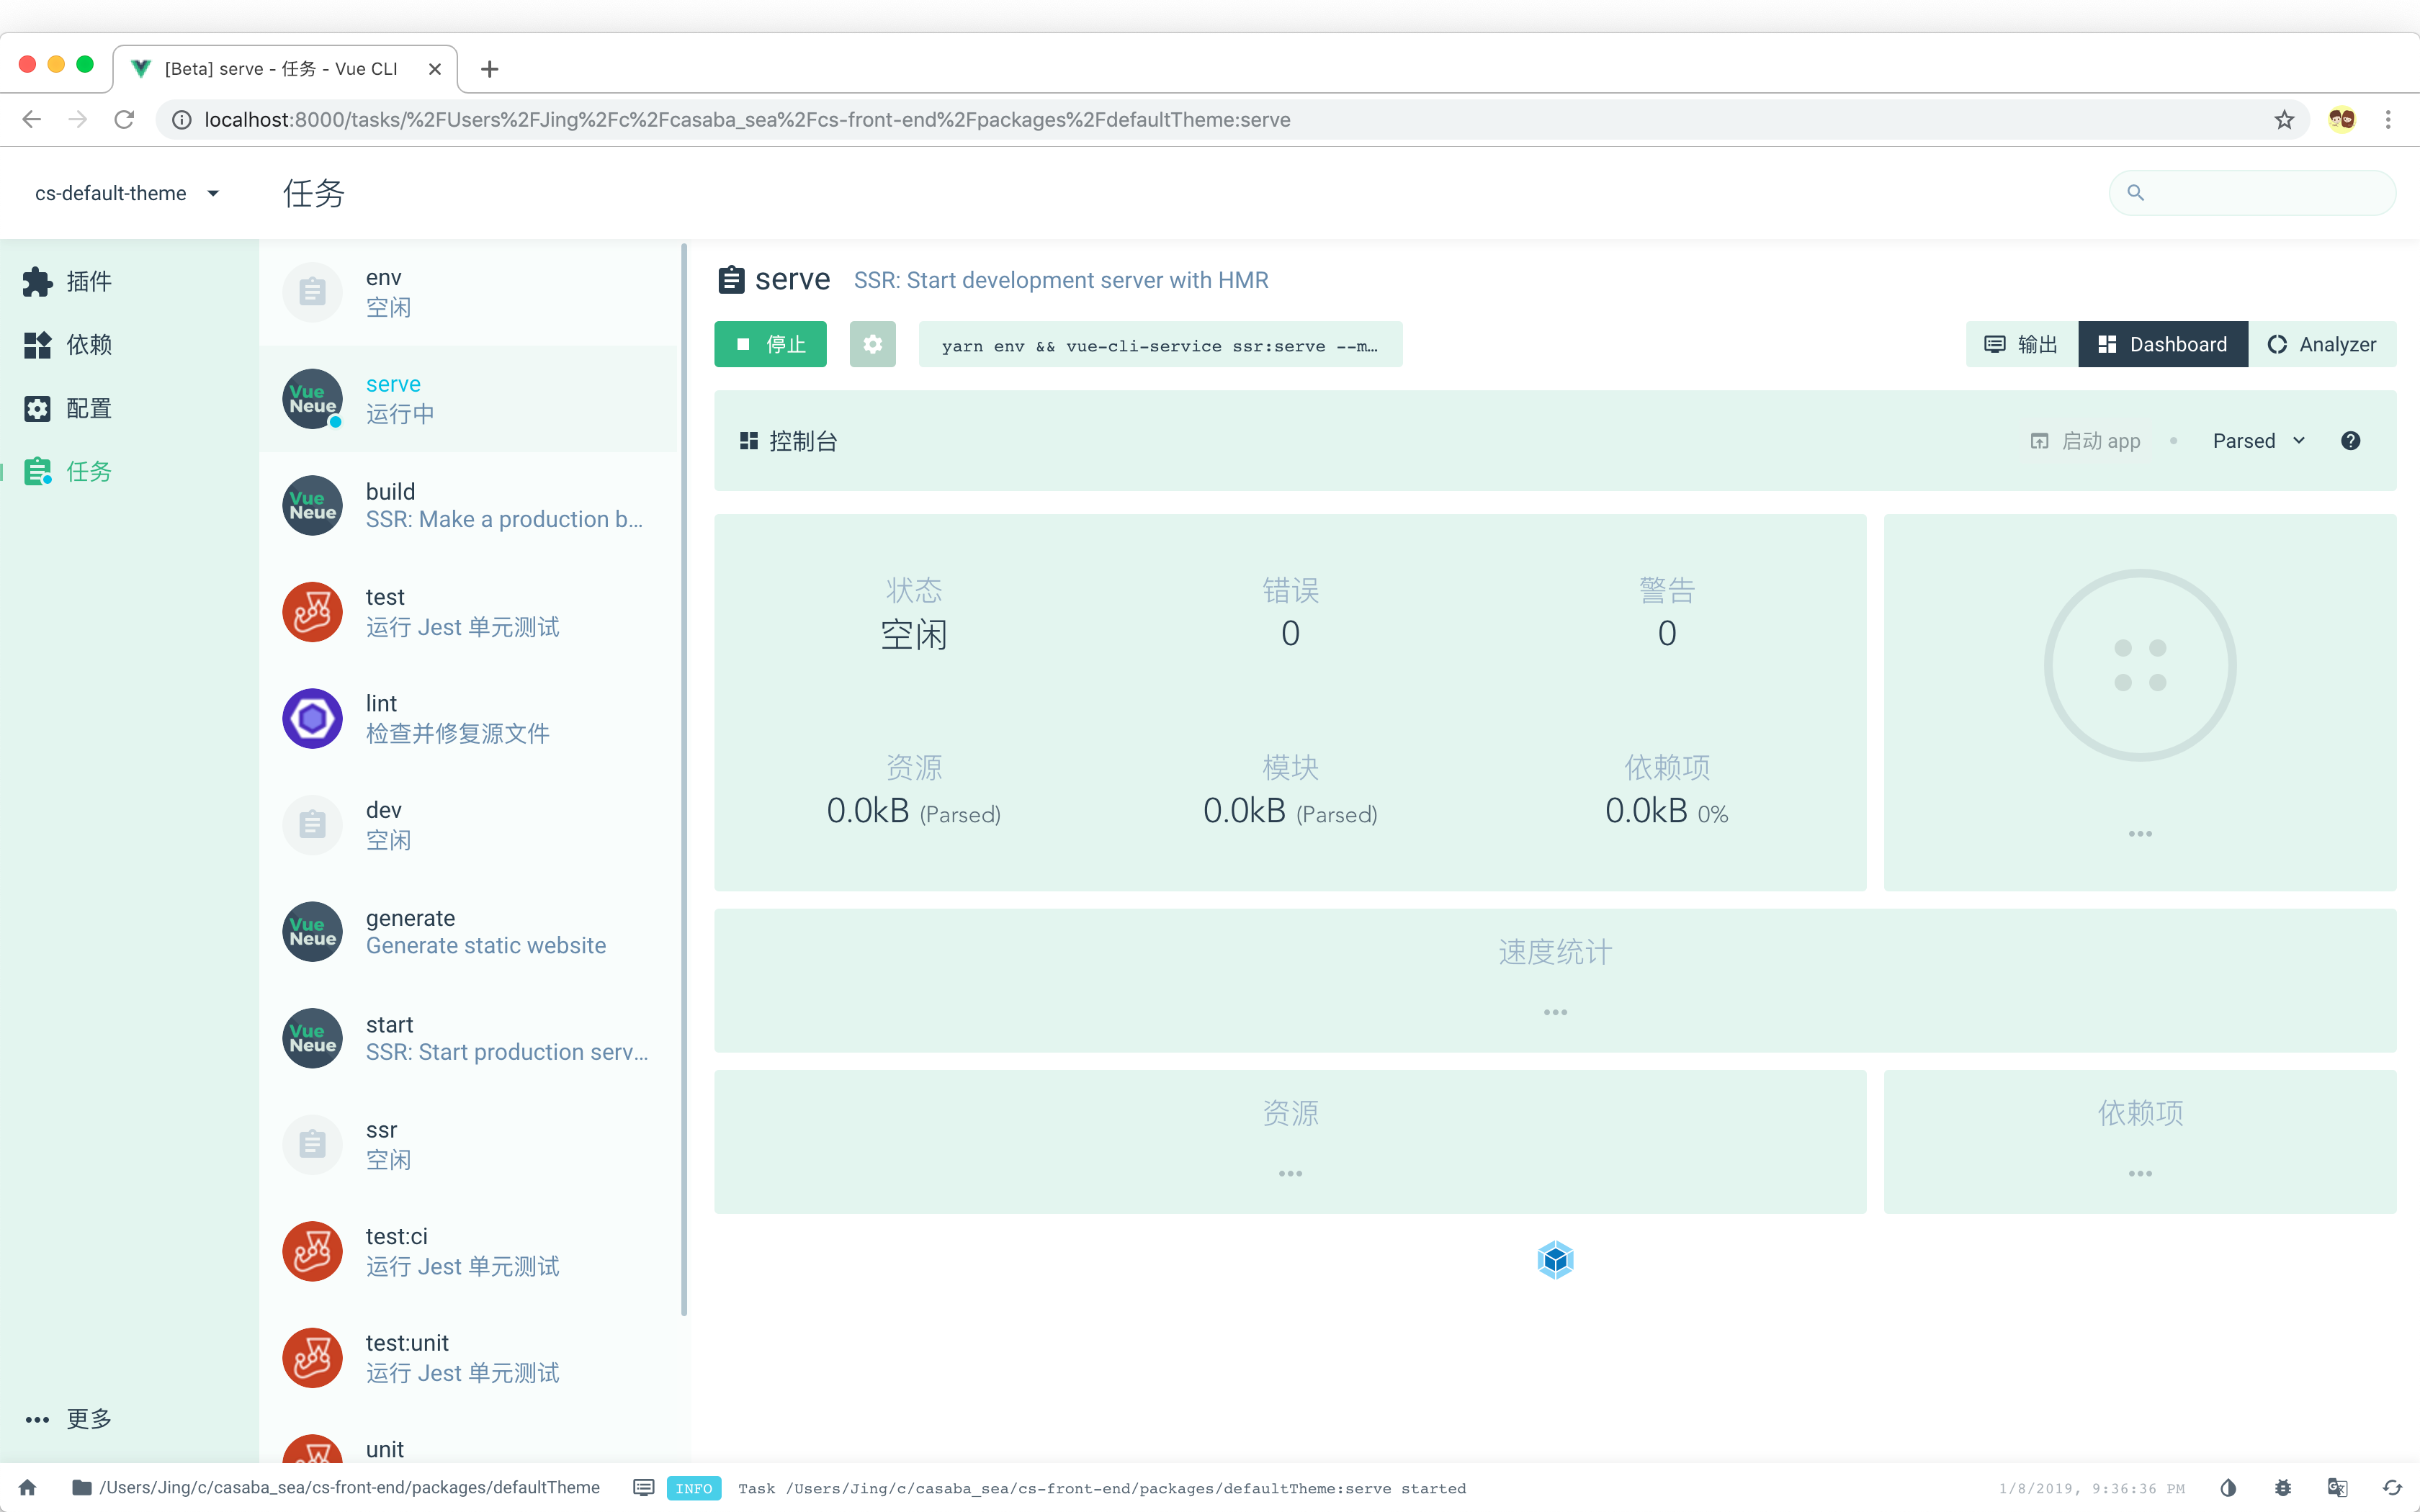 [Beta] serve - 任务 - Vue CLI
localhost:8000/tasks/%2FUsers%2FJing%2Fc%2Fcasaba_sea%2Fcs-front-end%2Fpackages%2FdefaultTheme:serve
cs-default-theme
任务
插件
依赖
配置
任务
更多
env
空闲
Vue Neue
serve
运行中
Vue Neue
build
SSR: Make a production b...
test
运行 Jest 单元测试
lint
检查并修复源文件
dev
空闲
Vue Neue
generate
Generate static website
Vue Neue
start
SSR: Start production serv...
ssr
空闲
test:ci
运行 Jest 单元测试
test:unit
运行 Jest 单元测试
unit
serve SSR: Start development server with HMR
停止
yarn env && vue-cli-service ssr:serve --m…
输出 Dashboard Analyzer
控制台
启动 app
Parsed
状态 错误 警告
空闲 0 0
资源 模块 依赖项
0.0kB (Parsed) 0.0kB (Parsed) 0.0kB 0%
速度统计
资源
依赖项
/Users/Jing/c/casaba_sea/cs-front-end/packages/defaultTheme
INFO Task /Users/Jing/c/casaba_sea/cs-front-end/packages/defaultTheme:serve started
1/8/2019, 9:36:36 PM